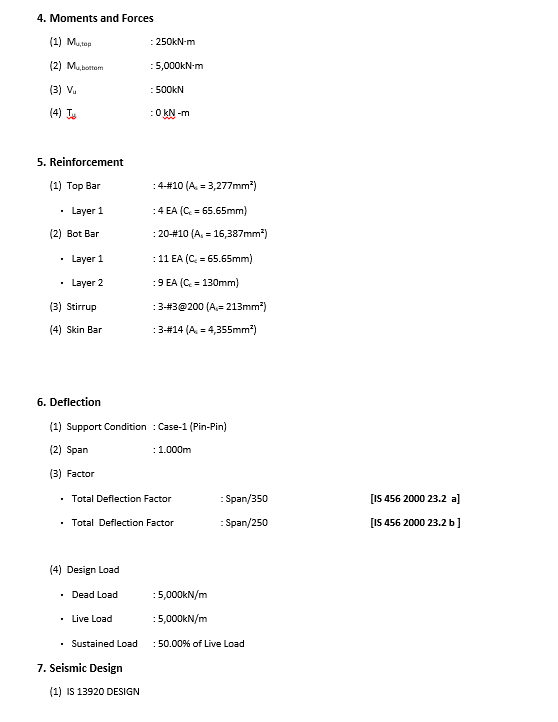 4. Moments and Forces
(1) Mu,top : 250kN·m
(2) Mu,bottom : 5,000kN·m
(3) Vu : 500kN
(4) Tu : 0 kN -m
5. Reinforcement
(1) Top Bar : 4-#10 (As = 3,277mm²)
· Layer 1 : 4 EA (Cc = 65.65mm)
(2) Bot Bar : 20-#10 (As = 16,387mm²)
· Layer 1 : 11 EA (Cc = 65.65mm)
· Layer 2 : 9 EA (Cc = 130mm)
(3) Stirrup : 3-#3@200 (As= 213mm²)
(4) Skin Bar : 3-#14 (As = 4,355mm²)
6. Deflection
(1) Support Condition : Case-1 (Pin-Pin)
(2) Span : 1.000m
(3) Factor
· Total Deflection Factor : Span/350 [IS 456 2000 23.2 a]
· Total Deflection Factor : Span/250 [IS 456 2000 23.2 b ]
(4) Design Load
· Dead Load : 5,000kN/m
· Live Load : 5,000kN/m
· Sustained Load : 50.00% of Live Load
7. Seismic Design
(1) IS 13920 DESIGN